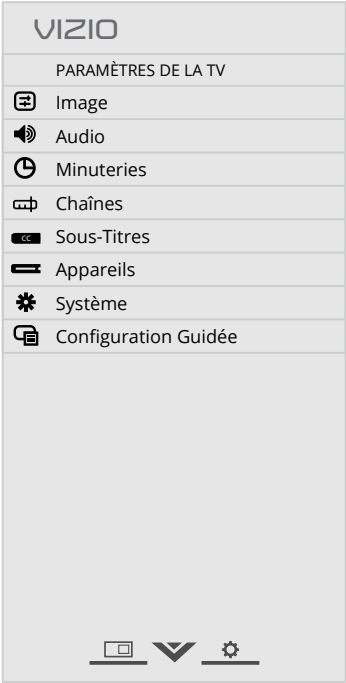 VIZIO
PARAMÈTRES DE LA TV
Image
Audio
Minuteries
Chaînes
CC Sous-Titres
Appareils
Système
Configuration Guidée